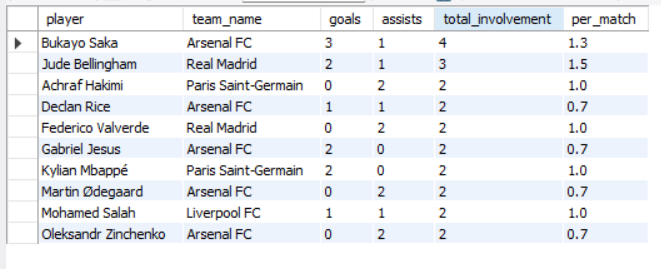 player team_name goals assists total_involvement per_match
Bukayo Saka Arsenal FC 3 1 4 1.3
Jude Bellingham Real Madrid 2 1 3 1.5
Achraf Hakimi Paris Saint-Germain 0 2 2 1.0
Declan Rice Arsenal FC 1 1 2 0.7
Federico Valverde Real Madrid 0 2 2 1.0
Gabriel Jesus Arsenal FC 2 0 2 0.7
Kylian Mbappé Paris Saint-Germain 2 0 2 1.0
Martin Ødegaard Arsenal FC 0 2 2 0.7
Mohamed Salah Liverpool FC 1 1 2 1.0
Oleksandr Zinchenko Arsenal FC 0 2 2 0.7